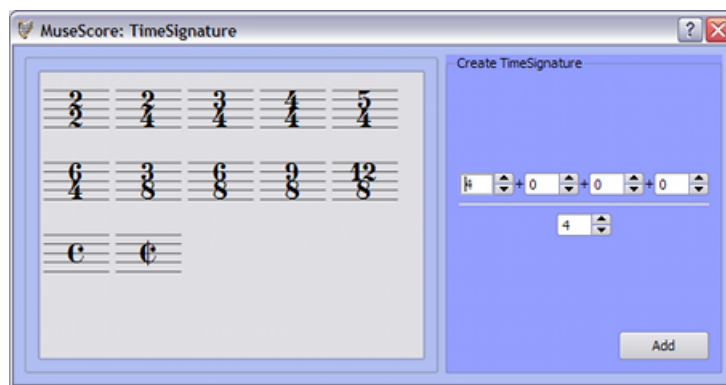 MuseScore: TimeSignature
Create TimeSignature
2 2 3 4 5
2 4 4 4 4
6 3 6 9 12
4 8 8 8 8
4 + 0 + 0 + 0
4
Add